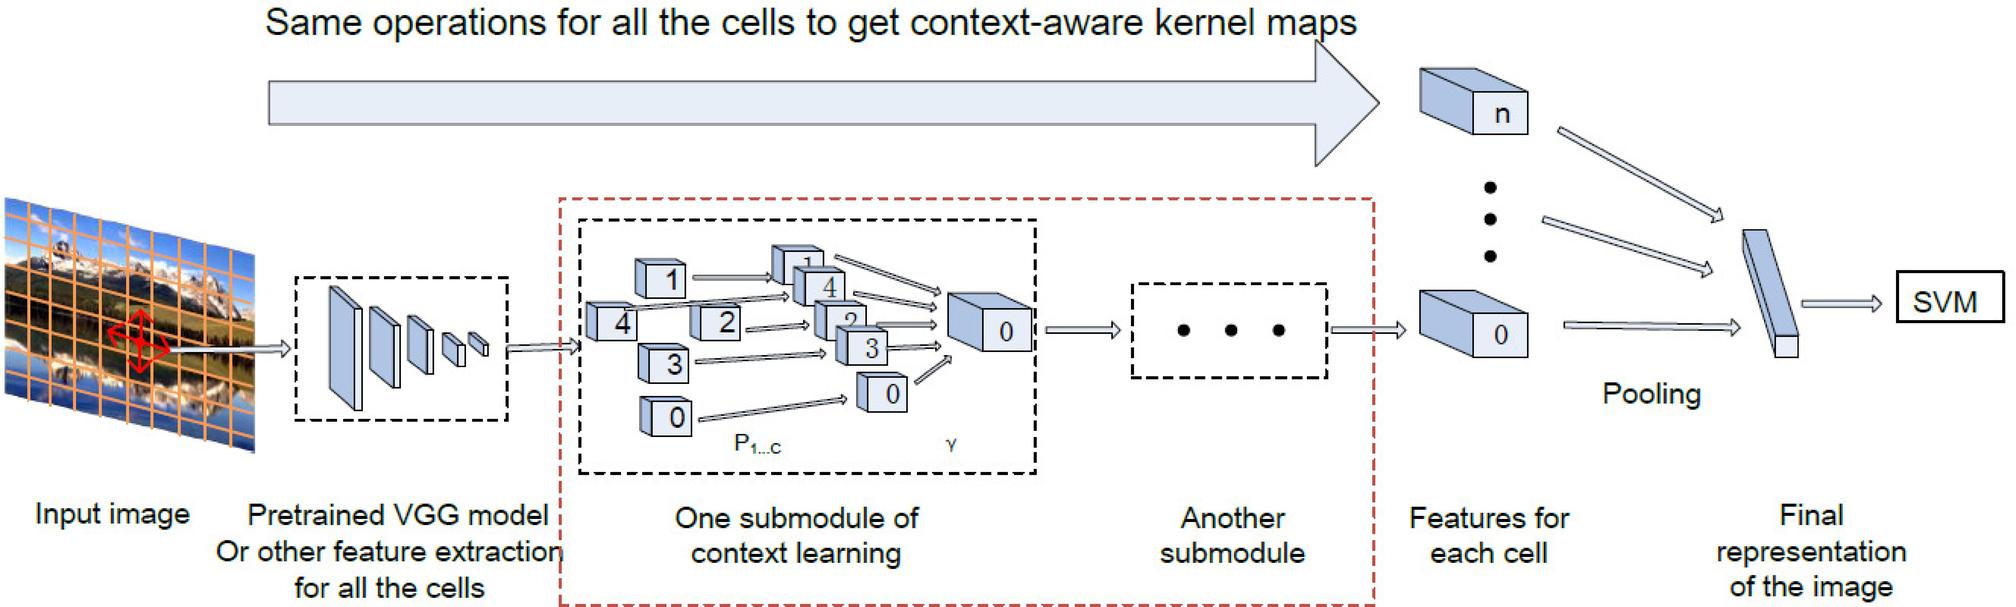 Same operations for all the cells to get context-aware kernel maps
n
1
1
4
4
2
2
3
3
0
0
0
0
P1...C
γ
SVM
Pooling
Input image
Pretrained VGG model
Or other feature extraction
for all the cells
One submodule of
context learning
Another
submodule
Features for
each cell
Final
representation
of the image